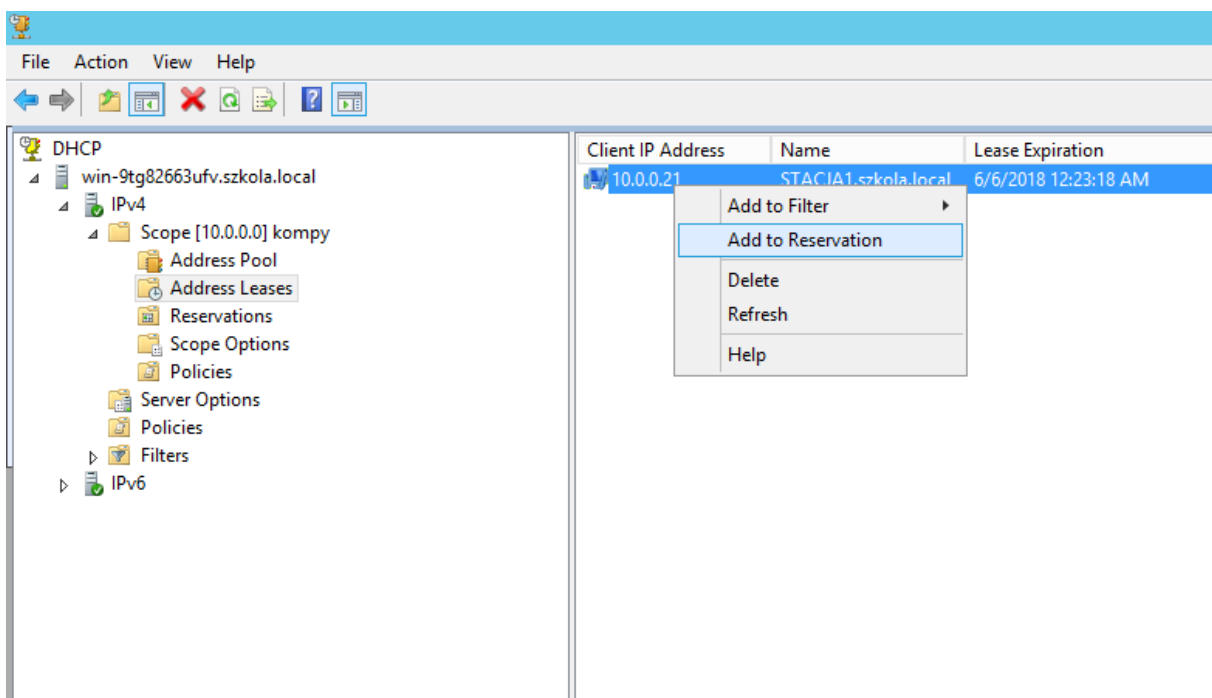 File Action View Help
DHCP
win-9tg82663ufv.szkola.local
IPv4
Scope [10.0.0.0] kompy
Address Pool
Address Leases
Reservations
Scope Options
Policies
Server Options
Policies
Filters
IPv6
Client IP Address Name Lease Expiration
10.0.0.21 STACJA1.szkola.local 6/6/2018 12:23:18 AM
Add to Filter
Add to Reservation
Delete
Refresh
Help